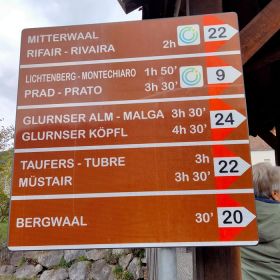 MITTERWAAL
RIFAIR - RIVAIRA 2h 22
LICHTENBERG - MONTECHIARO 1h 50'
PRAD - PRATO 3h 30' 9
GLURNSER ALM - MALGA 3h 30'
GLURNSER KÖPFL 4h 30' 24
TAUFERS - TUBRE 3h
MÜSTAIR 3h 30' 22
BERGWAAL 30' 20